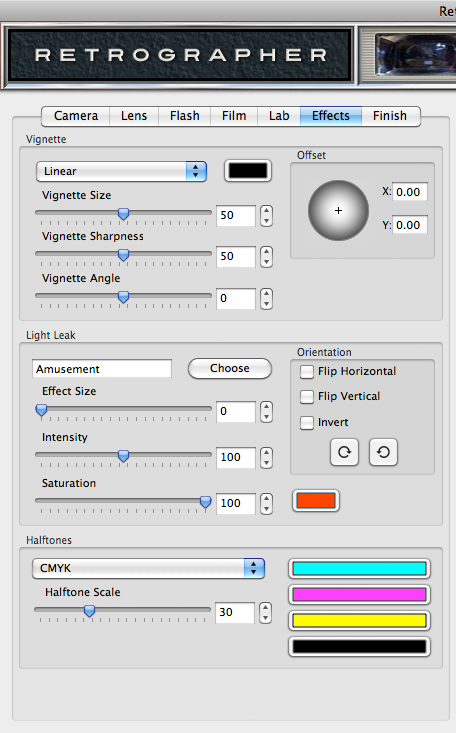 Ret
RETROGRAPHER
Camera Lens Flash Film Lab Effects Finish
Vignette
Linear
Offset
X: 0.00
Y: 0.00
Vignette Size
50
Vignette Sharpness
50
Vignette Angle
0
Light Leak
Amusement
Choose
Orientation
Flip Horizontal
Flip Vertical
Invert
Effect Size
0
Intensity
100
Saturation
100
Halftones
CMYK
Halftone Scale
30